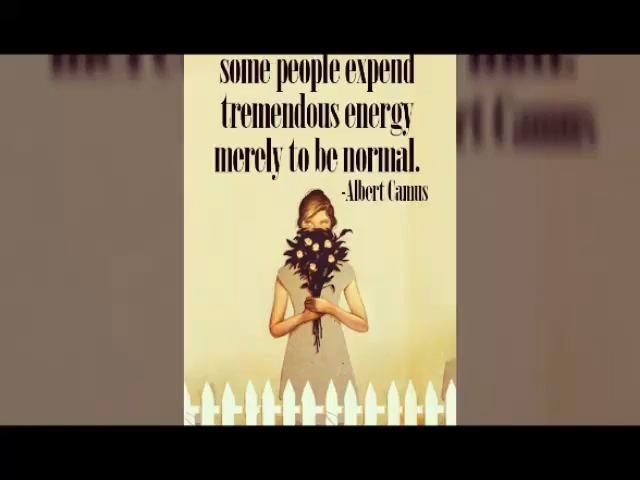 some people expend
tremendous energy
merely to be normal.
-Albert Camus